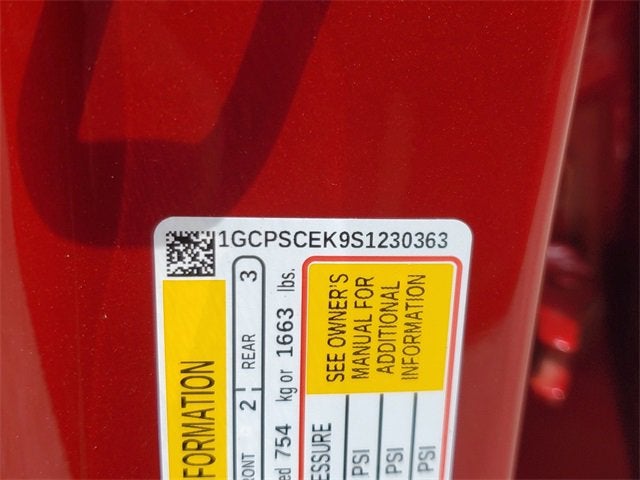 1GCPSCEK9S1230363
FORMATION
FRONT 2 REAR 3
754 kg or 1663 lbs.
SEE OWNER'S
MANUAL FOR
ADDITIONAL
INFORMATION
ESSURE
PSI
PSI
PSI